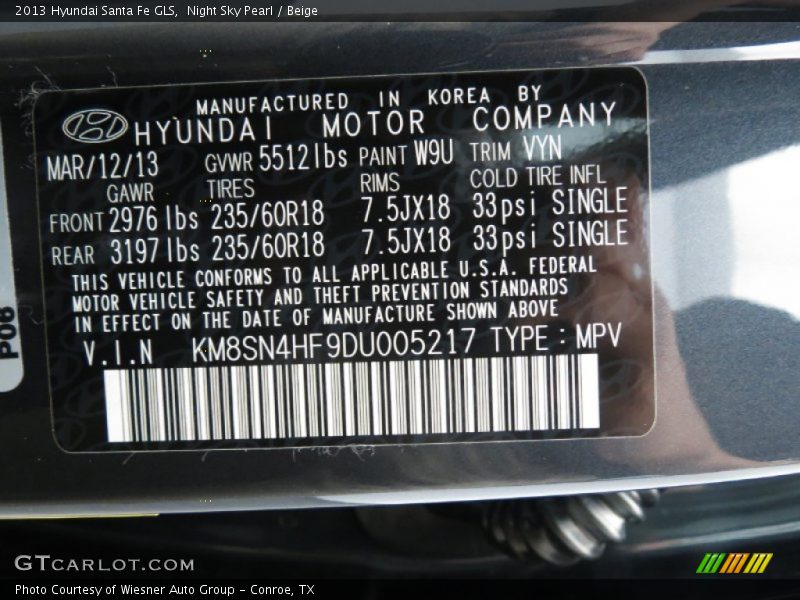 2013 Hyundai Santa Fe GLS, Night Sky Pearl / Beige
MANUFACTURED IN KOREA BY
HYUNDAI MOTOR COMPANY
MAR/12/13 GVWR 5512lbs PAINT W9U TRIM VYN
GAWR TIRES RIMS COLD TIRE INFL
FRONT 2976 lbs 235/60R18 7.5JX18 33psi SINGLE
REAR 3197 lbs 235/60R18 7.5JX18 33psi SINGLE
THIS VEHICLE CONFORMS TO ALL APPLICABLE U.S.A. FEDERAL
MOTOR VEHICLE SAFETY AND THEFT PREVENTION STANDARDS
IN EFFECT ON THE DATE OF MANUFACTURE SHOWN ABOVE
V.I.N KM8SN4HF9DU005217 TYPE : MPV
P06
GTCARLOT.COM
Photo Courtesy of Wiesner Auto Group - Conroe, TX